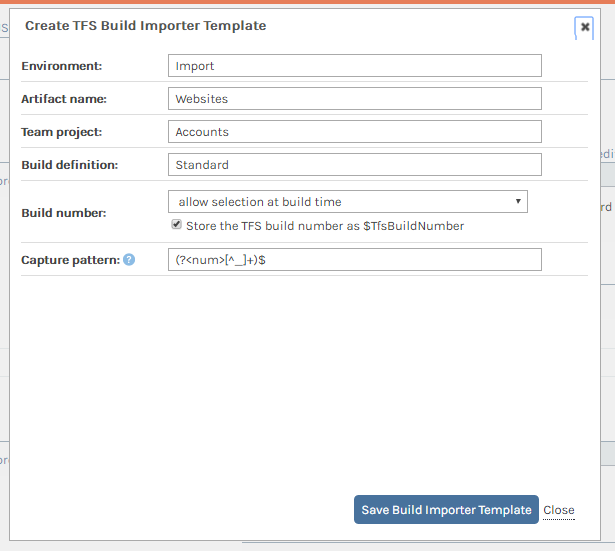 Create TFS Build Importer Template
Environment: Import
Artifact name: Websites
Team project: Accounts
Build definition: Standard
Build number: allow selection at build time
Store the TFS build number as $TfsBuildNumber
Capture pattern: ? (?<num>[^_]+)$
Save Build Importer Template Close